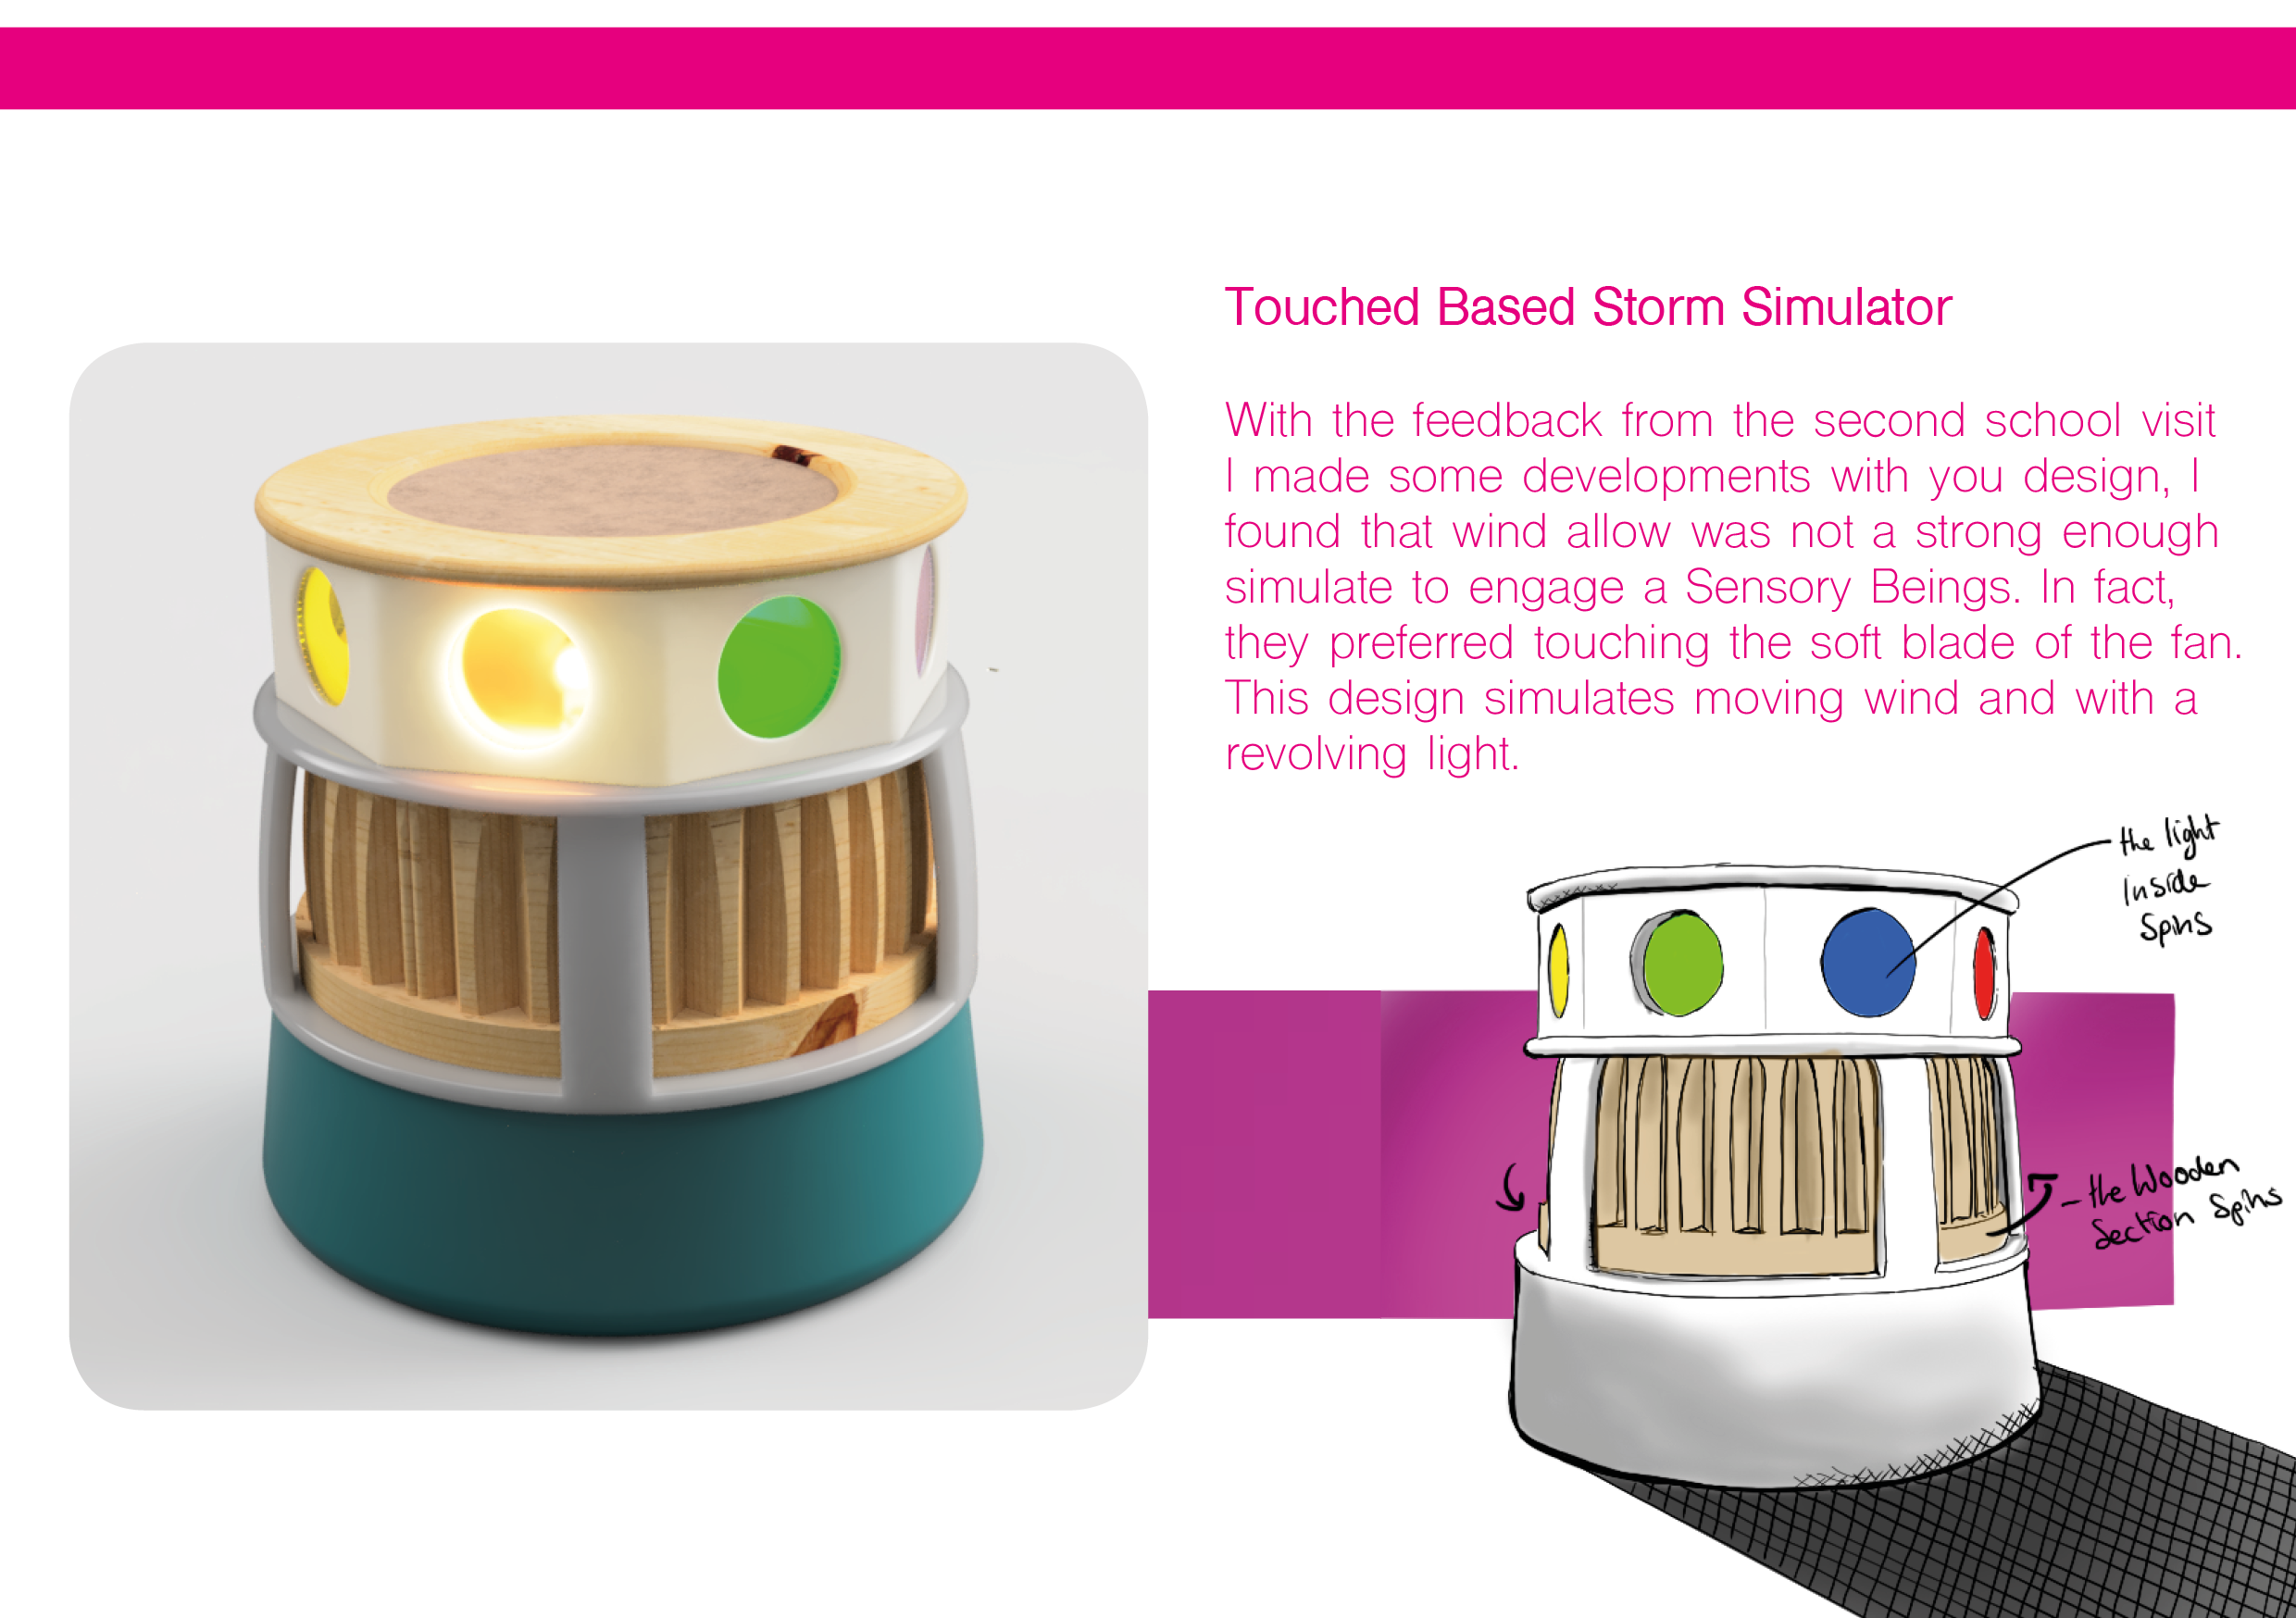 Touched Based Storm Simulator
With the feedback from the second school visit
I made some developments with you design, I
found that wind allow was not a strong enough
simulate to engage a Sensory Beings. In fact,
they preferred touching the soft blade of the fan.
This design simulates moving wind and with a
revolving light.
the light
Inside
Spins
- the Wooden
Section Spins